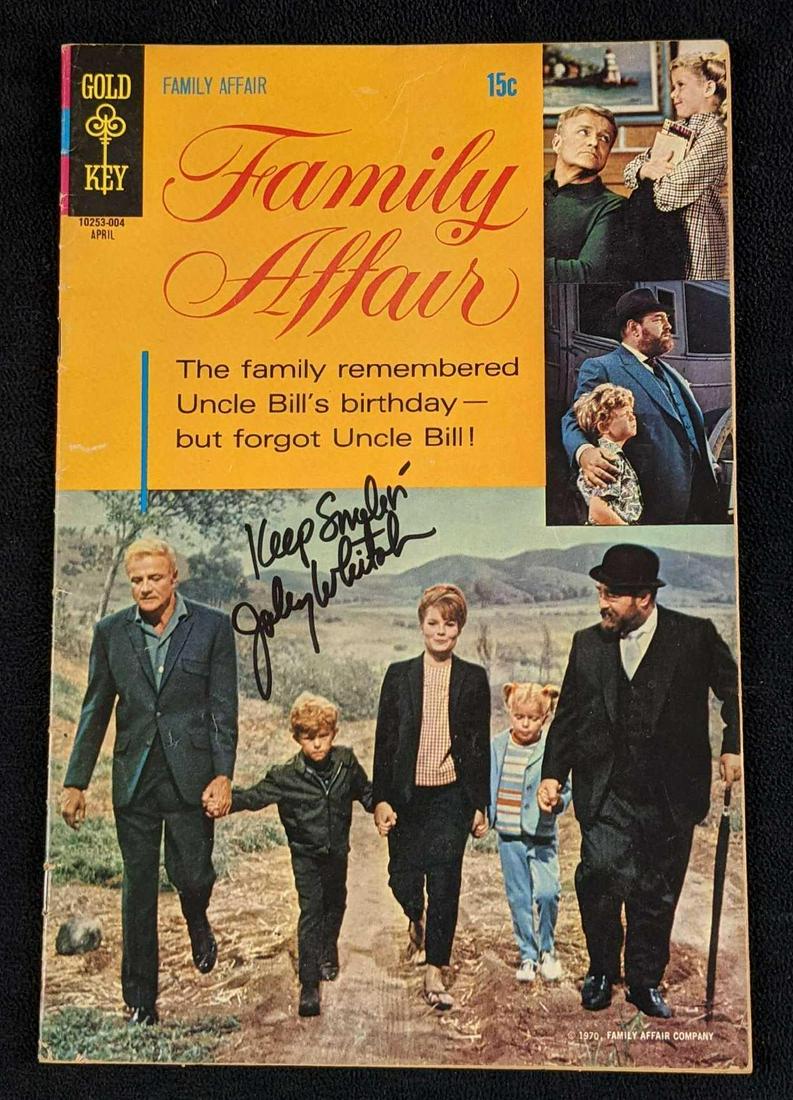 GOLD
KEY
10253-004
APRIL
FAMILY AFFAIR
15c
Family
Affair
The family remembered
Uncle Bill's birthday—
but forgot Uncle Bill!
Keep Smilin'
Johnny Whitaker
© 1970, FAMILY AFFAIR COMPANY